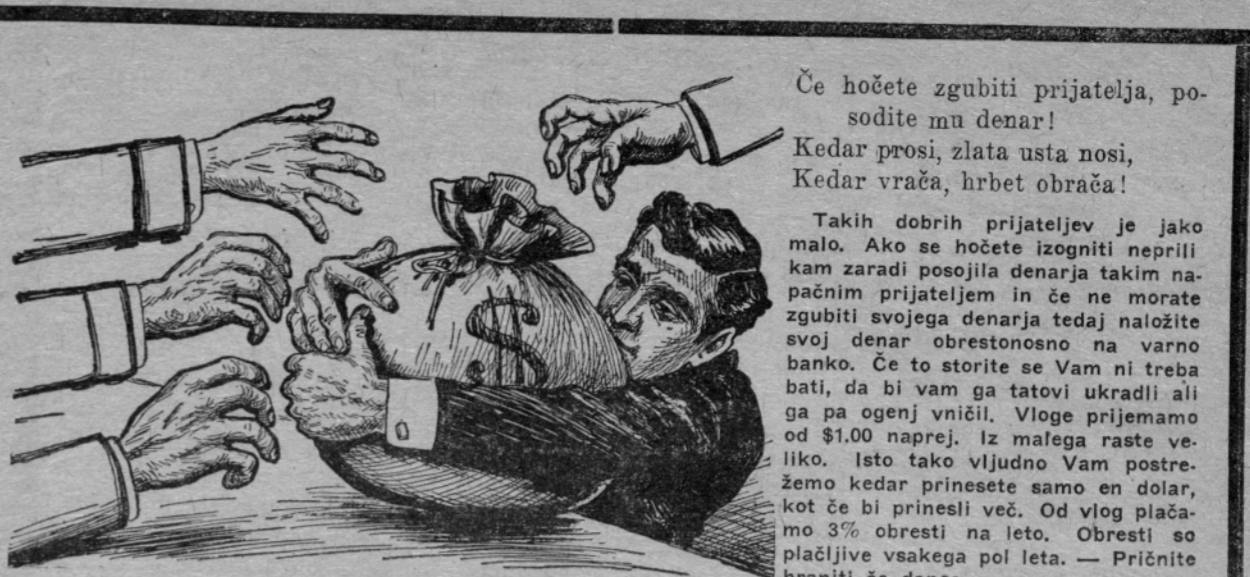 Če hočete zgubiti prijatelja, po-
sodite mu denar!
Kedar prosi, zlata usta nosi,
Kedar vrača, hrbet obrača!
Takih dobrih prijateljev je jako
malo. Ako se hočete izogniti neprili
kam zaradi posojila denarja takim na-
pačnim prijateljem in če ne morate
zgubiti svojega denarja tedaj naložite
svoj denar obrestonosno na varno
banko. Če to storite se Vam ni treba
bati, da bi vam ga tatovi ukradli ali
ga pa ogenj vničil. Vloge prijemamo
od $1.00 naprej. Iz malega raste ve-
liko. Isto tako vljudno Vam postre-
žemo kedar prinesete samo en dolar,
kot če bi prinesli več. Od vlog plača-
mo 3% obresti na leto. Obresti so
plačljive vsakega pol leta. — Pričnite
$